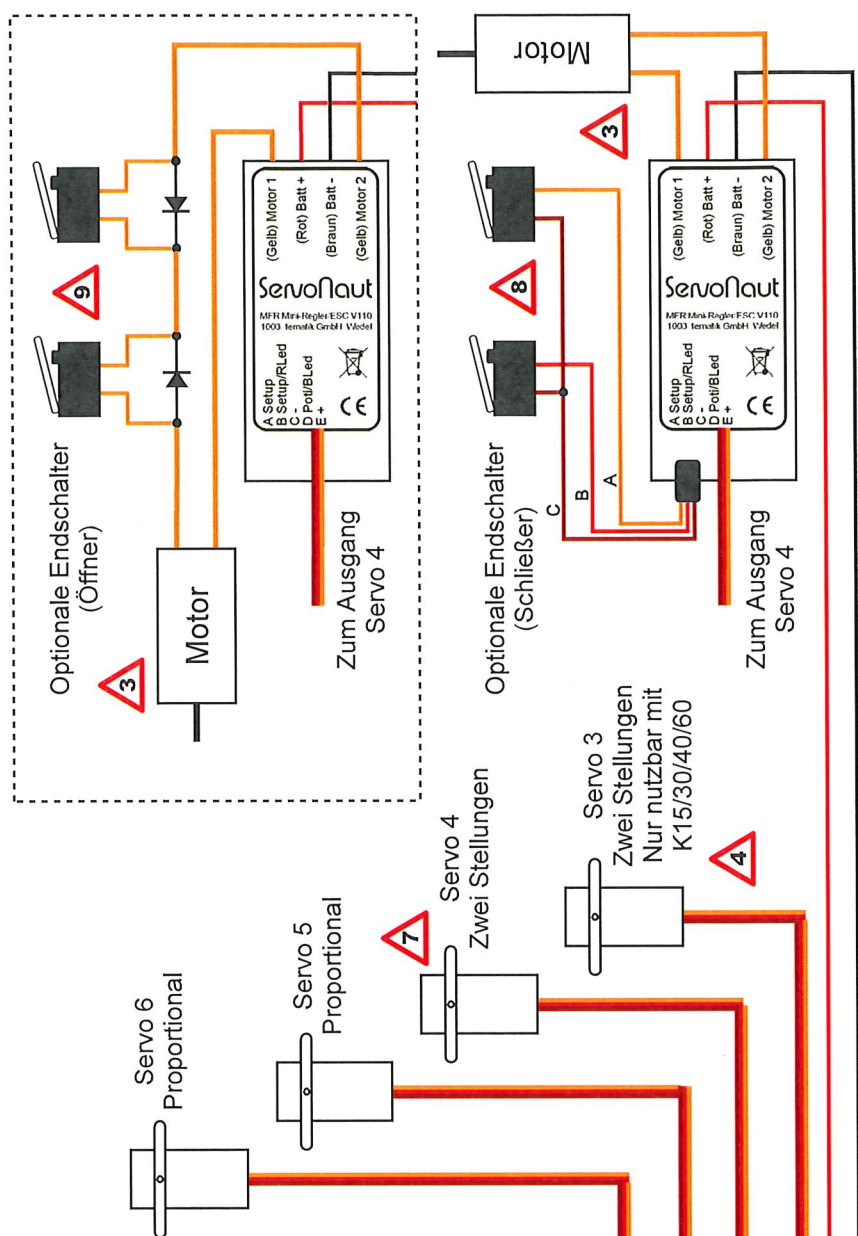 Optionale Endschalter
(Öffner)
9
3
Motor
Zum Ausgang
Servo 4
A Setup
B Setup/RLed
C -
D Poti/BLed
E +
MFR Mini-Regler/ESC V110
1003 tematik GmbH Wedel
ServoNaut
CE
(Gelb) Motor 1
(Rot) Batt +
(Braun) Batt -
(Gelb) Motor 2
Motor
3
Optionale Endschalter
(Schließer)
8
C
B
A
Zum Ausgang
Servo 4
A Setup
B Setup/RLed
C -
D Poti/BLed
E +
MFR Mini-Regler/ESC V110
1003 tematik GmbH Wedel
ServoNaut
CE
(Gelb) Motor 1
(Rot) Batt +
(Braun) Batt -
(Gelb) Motor 2
Servo 6
Proportional
Servo 5
Proportional
7
Servo 4
Zwei Stellungen
Servo 3
Zwei Stellungen
Nur nutzbar mit
K15/30/40/60
4